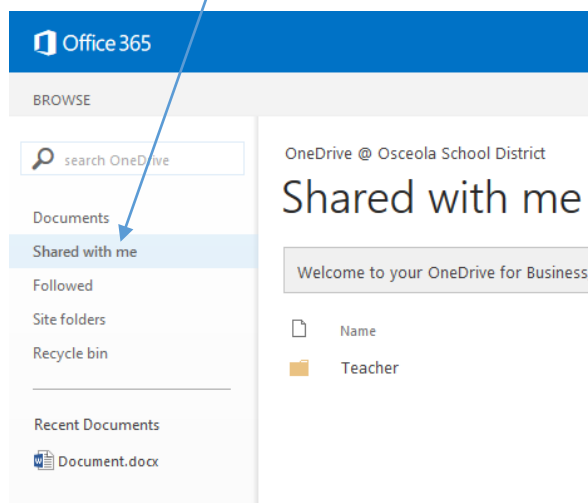 Office 365
BROWSE
search OneDrive
Documents
Shared with me
Followed
Site folders
Recycle bin
Recent Documents
Document.docx
OneDrive @ Osceola School District
Shared with me
Welcome to your OneDrive for Business
Name
Teacher